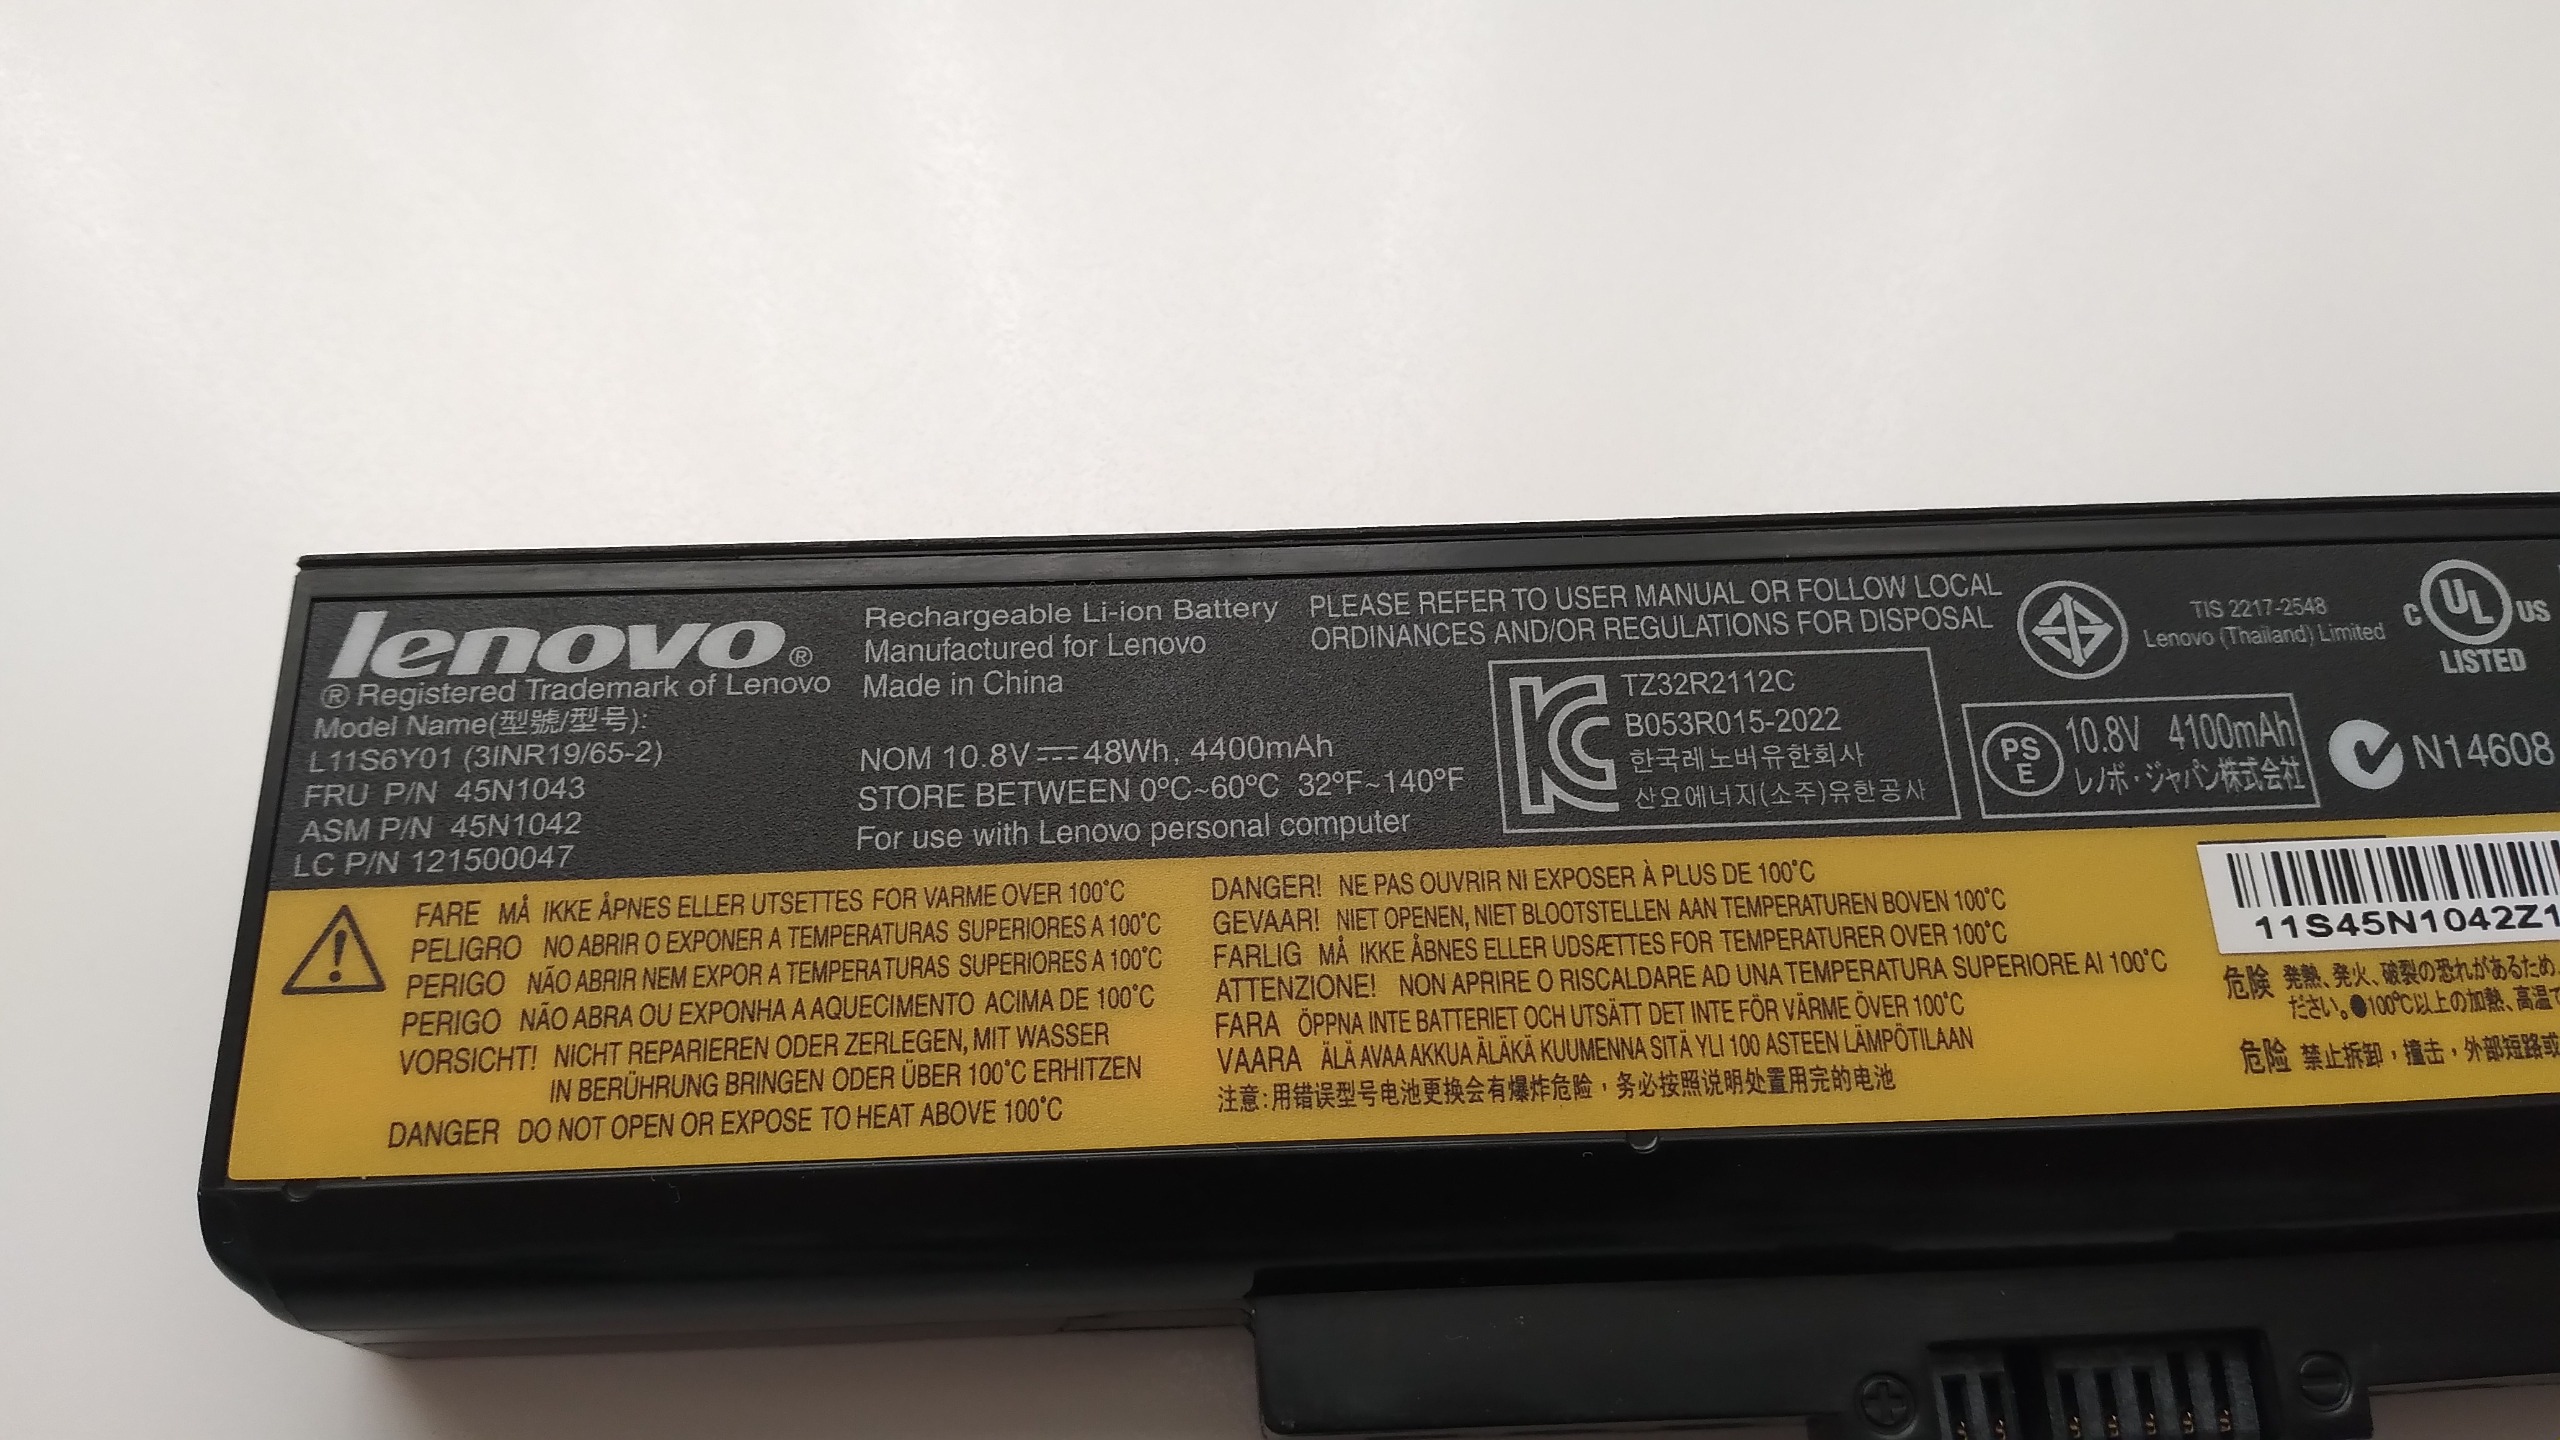 lenovo®
® Registered Trademark of Lenovo
Model Name(型號/型号):
L11S6Y01 (3INR19/65-2)
FRU P/N 45N1043
ASM P/N 45N1042
LC P/N 121500047
Rechargeable Li-ion Battery
Manufactured for Lenovo
Made in China
NOM 10.8V⎓48Wh, 4400mAh
STORE BETWEEN 0ºC~60ºC 32ºF~140ºF
For use with Lenovo personal computer
PLEASE REFER TO USER MANUAL OR FOLLOW LOCAL
ORDINANCES AND/OR REGULATIONS FOR DISPOSAL
TZ32R2112C
B053R015-2022
한국레노버유한회사
산요에너지(소주)유한공사
TIS 2217-2548
Lenovo (Thailand) Limited
C UL US
LISTED
PS
E
10.8V 4100mAh
レノボ・ジャパン株式会社
N14608
FARE MÅ IKKE ÅPNES ELLER UTSETTES FOR VARME OVER 100°C
PELIGRO NO ABRIR O EXPONER A TEMPERATURAS SUPERIORES A 100°C
PERIGO NÃO ABRIR NEM EXPOR A TEMPERATURAS SUPERIORES A 100°C
PERIGO NÃO ABRA OU EXPONHA A AQUECIMENTO ACIMA DE 100°C
VORSICHT! NICHT REPARIEREN ODER ZERLEGEN, MIT WASSER
IN BERÜHRUNG BRINGEN ODER ÜBER 100°C ERHITZEN
DANGER DO NOT OPEN OR EXPOSE TO HEAT ABOVE 100°C
DANGER! NE PAS OUVRIR NI EXPOSER À PLUS DE 100°C
GEVAAR! NIET OPENEN, NIET BLOOTSTELLEN AAN TEMPERATUREN BOVEN 100°C
FARLIG MÅ IKKE ÅBNES ELLER UDSÆTTES FOR TEMPERATURER OVER 100°C
ATTENZIONE! NON APRIRE O RISCALDARE AD UNA TEMPERATURA SUPERIORE AI 100°C
FARA ÖPPNA INTE BATTERIET OCH UTSÄTT DET INTE FÖR VÄRME ÖVER 100°C
VAARA ÄLÄ AVAA AKKUA ÄLÄKÄ KUUMENNA SITÄ YLI 100 ASTEEN LÄMPÖTILAAN
注意:用错误型号电池更换会有爆炸危险，务必按照说明处置用完的电池
11S45N1042Z1
危険 発熱、発火、破裂の恐れがあるため、
ださい。●100℃以上の加熱、高温で
危险 禁止拆卸，撞击，外部短路或